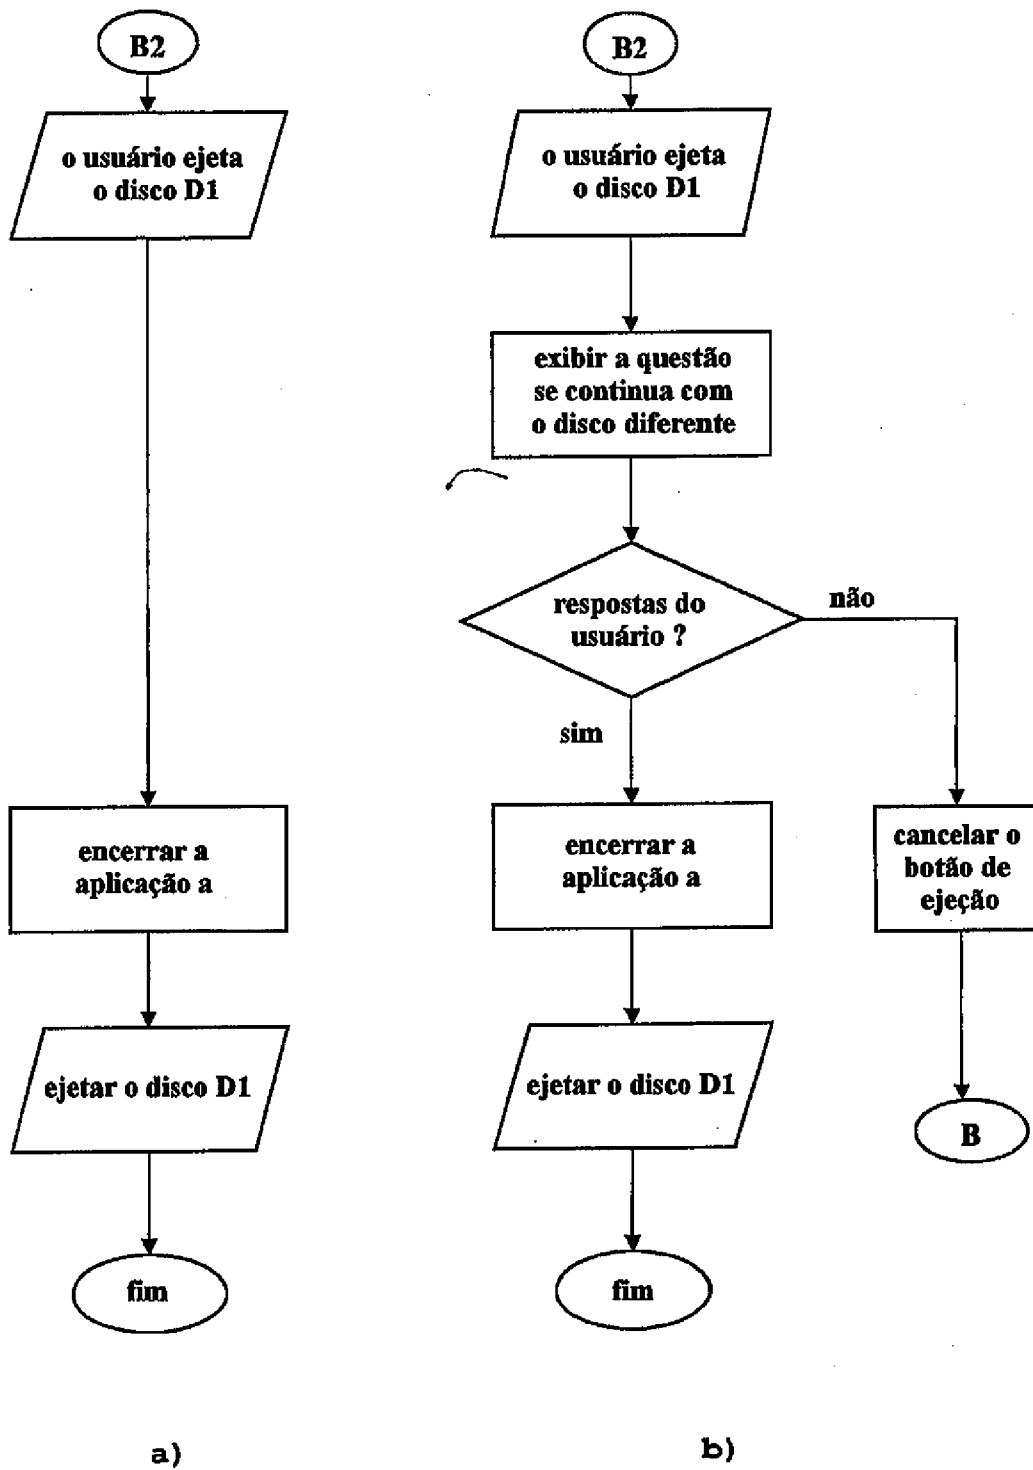 B2
o usuário ejeta
o disco D1
encerrar a
aplicação a
ejetar o disco D1
fim
a)
B2
o usuário ejeta
o disco D1
exibir a questão
se continua com
o disco diferente
respostas do
usuário ?
não
sim
encerrar a
aplicação a
cancelar o
botão de
ejeção
ejetar o disco D1
B
fim
b)